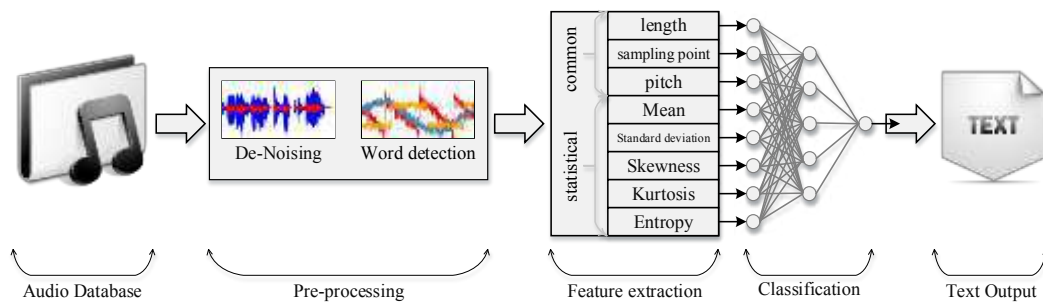 De-Noising
Word detection
common
statistical
length
sampling point
pitch
Mean
Standard deviation
Skewness
Kurtosis
Entropy
TEXT
Audio Database
Pre-processing
Feature extraction
Classification
Text Output